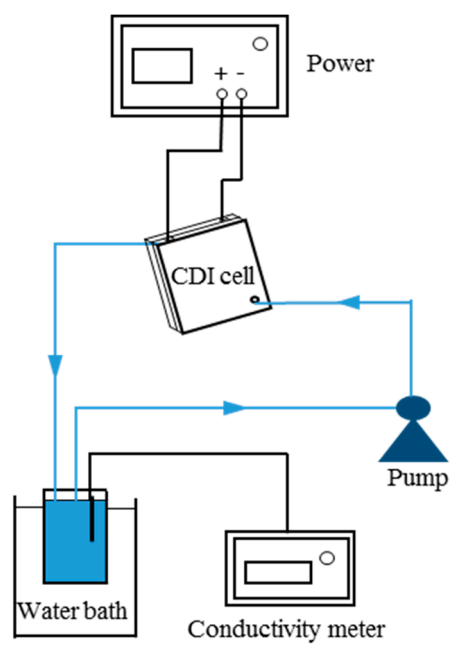 Power
+ -
CDI cell
Pump
Water bath
Conductivity meter